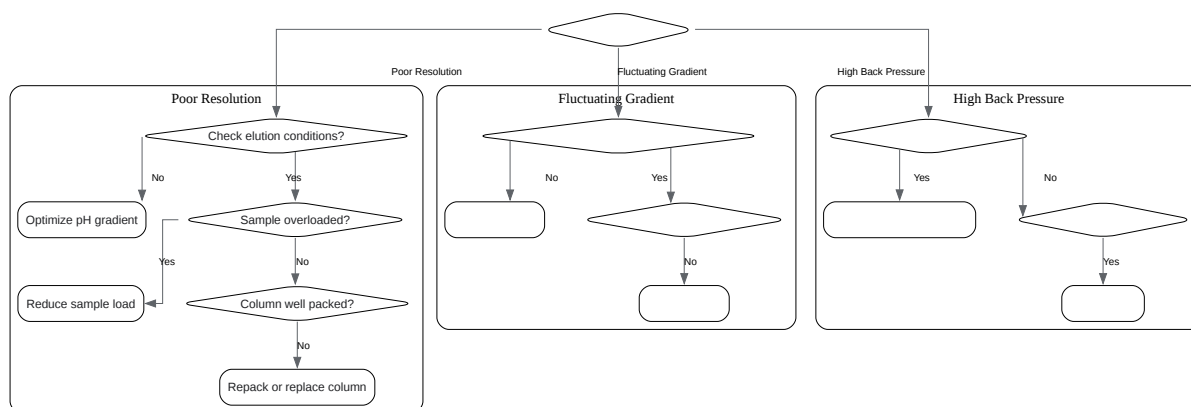 Poor Resolution
Fluctuating Gradient
High Back Pressure
Poor Resolution
Check elution conditions?
No
Yes
Optimize pH gradient
Sample overloaded?
Yes
No
Reduce sample load
Column well packed?
No
Repack or replace column
Fluctuating Gradient
No
Yes
No
High Back Pressure
Yes
No
Yes